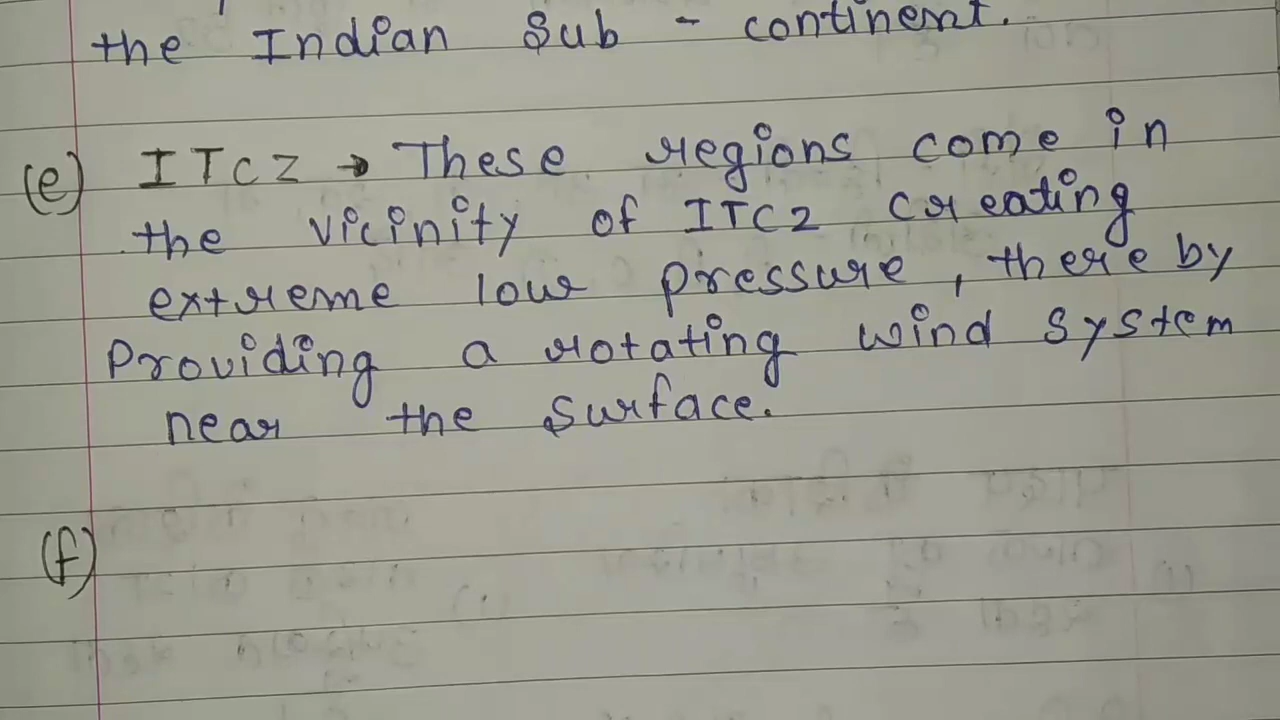 the Indian Sub - continent.
(e) ITCZ → These regions come in
the vicinity of ITCZ creating
extreme low pressure, there by
Providing a rotating wind system
near the surface.
(f)